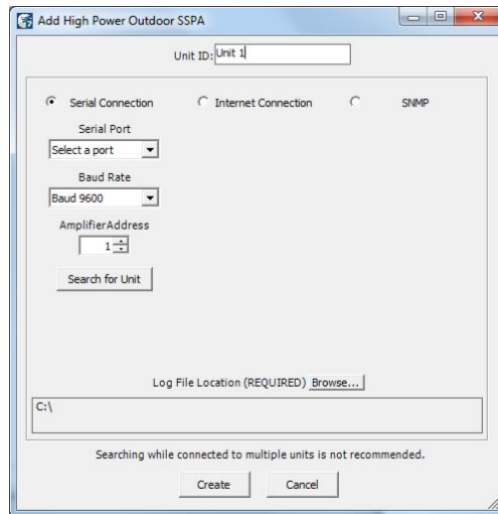 Add High Power Outdoor SSPA
Unit ID: Unit 1
Serial Connection Internet Connection SNMP
Serial Port
Select a port
Baud Rate
Baud 9600
AmplifierAddress
1
Search for Unit
Log File Location (REQUIRED) Browse...
C:\
Searching while connected to multiple units is not recommended.
Create Cancel